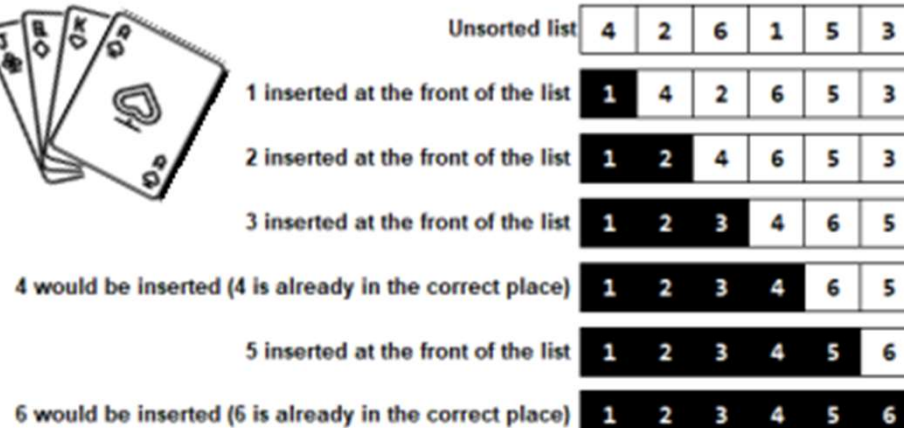 J
K
Unsorted list 4 2 6 1 5 3
1 inserted at the front of the list 1 4 2 6 5 3
2 inserted at the front of the list 1 2 4 6 5 3
3 inserted at the front of the list 1 2 3 4 6 5
4 would be inserted (4 is already in the correct place) 1 2 3 4 6 5
5 inserted at the front of the list 1 2 3 4 5 6
6 would be inserted (6 is already in the correct place) 1 2 3 4 5 6